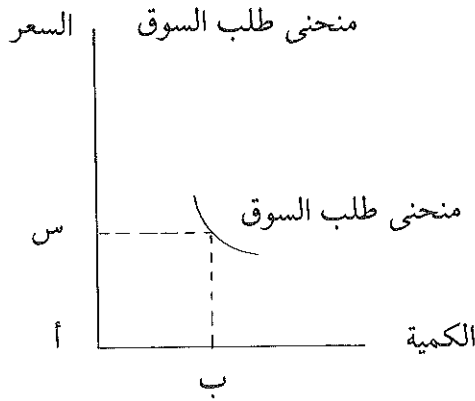 السعر
منحنى طلب السوق
منحنى طلب السوق
س
أ
الكمية
ب